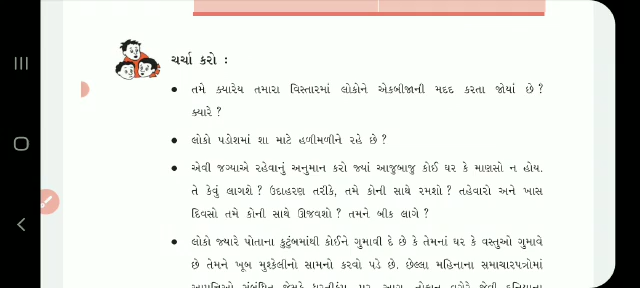 ચર્ચા કરો :
● તમે ક્યારેય તમારા વિસ્તારમાં લોકોને એકબીજાની મદદ કરતા જોયાં છે ?
ક્યારે ?
● લોકો પડોશમાં શા માટે હળીમળીને રહે છે ?
● એવી જગ્યાએ રહેવાનું અનુમાન કરો જ્યાં આજુબાજુ કોઈ ઘર કે માણસો ન હોય.
તે કેવું લાગશે ? ઉદાહરણ તરીકે, તમે કોની સાથે રમશો ? તહેવારો અને ખાસ
દિવસો તમે કોની સાથે ઊજવશો ? તમને બીક લાગે ?
● લોકો જ્યારે પોતાના કુટુંબમાંથી કોઈને ગુમાવી દે છે કે તેમનાં ઘર કે વસ્તુઓ ગુમાવે
છે તેમને ખૂબ મુશ્કેલીનો સામનો કરવો પડે છે. છેલ્લા મહિનાના સમાચારપત્રોમાં